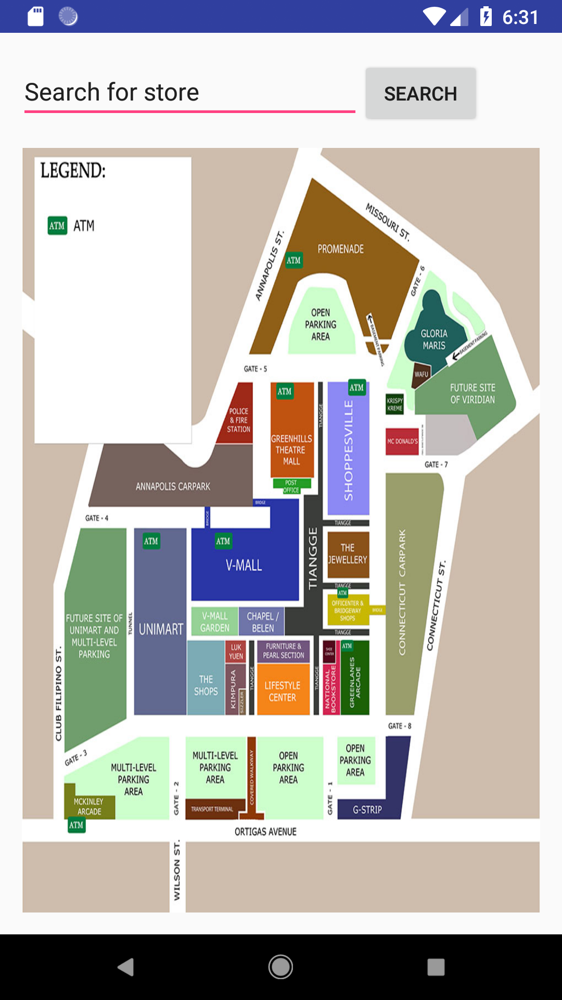 6:31
Search for store
SEARCH
LEGEND:
ATM
ATM
MISSOURI ST.
ANNAPOLIS ST.
PROMENADE
ATM
GATE - 6
OPEN
PARKING
AREA
BASEMENT PARKING
GLORIA
MARIS
BASEMENT PARKING
WAFU
GATE - 5
FUTURE SITE
OF VIRIDIAN
POLICE
& FIRE
STATION
ATM
GREENHILLS
THEATRE
MALL
TIANGGE
ATM
SHOPPESVILLE
KRISPY
KREME
MC DONALD'S
GATE - 7
POST
OFFICE
ANNAPOLIS CARPARK
BRIDGE
BRIDGE
GATE - 4
TIANGGE
ATM
ATM
V-MALL
TIANGGE
THE
JEWELLERY
CONNECTICUT CARPARK
CONNECTICUT ST.
TIANGGE
ATM
OFFICENTER &
BRIDGEWAY
SHOPS
BRIDGE
FUTURE SITE OF
UNIMART AND
MULTI-LEVEL
PARKING
TUNNEL
UNIMART
V-MALL
GARDEN
CHAPEL /
BELEN
TIANGGE
CLUB FILIPINO ST.
THE
SHOPS
LUK
YUEN
KIMPURA
SIZZLER
TIANGGE
FURNITURE &
PEARL SECTION
LIFESTYLE
CENTER
TIANGGE
SHOE
CENTER
NATIONAL
BOOKSTORE
ATM
GREENLANES
ARCADE
GATE - 8
GATE - 3
MULTI-LEVEL
PARKING
AREA
MCKINLEY
ARCADE
ATM
GATE - 2
MULTI-LEVEL
PARKING
AREA
TRANSPORT TERMINAL
COVERED WALKWAY
OPEN
PARKING
AREA
GATE - 1
OPEN
PARKING
AREA
G-STRIP
ORTIGAS AVENUE
WILSON ST.